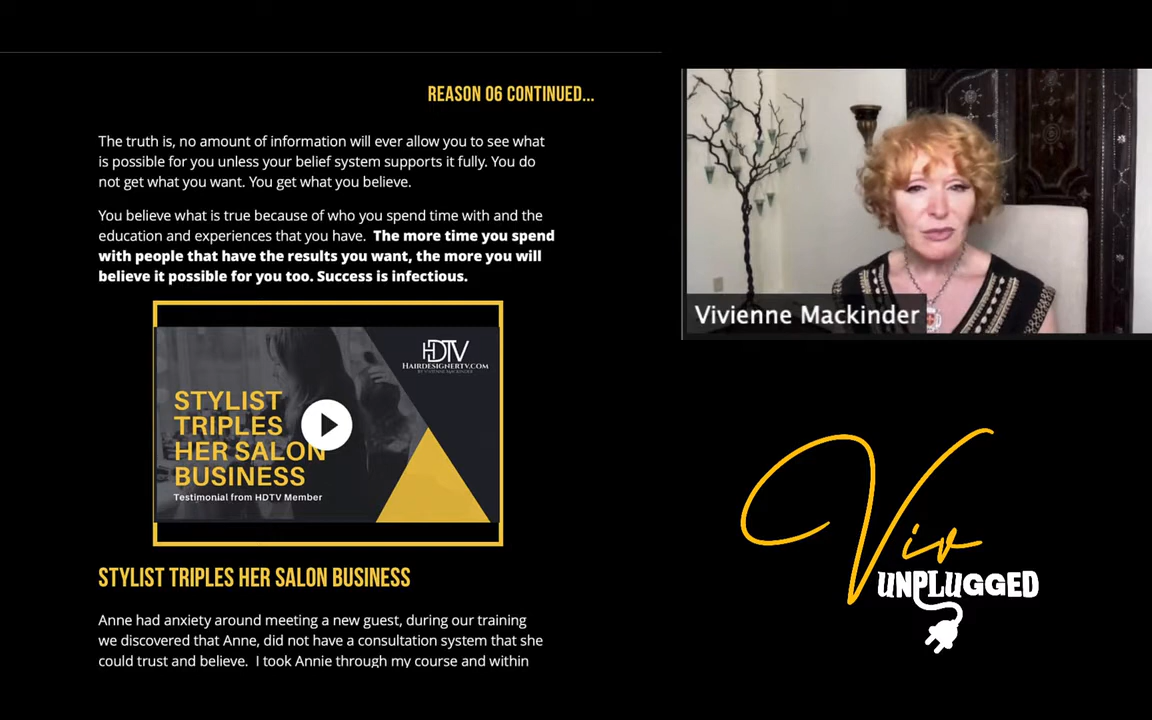 REASON 06 CONTINUED...
The truth is, no amount of information will ever allow you to see what
is possible for you unless your belief system supports it fully. You do
not get what you want. You get what you believe.
You believe what is true because of who you spend time with and the
education and experiences that you have. The more time you spend
with people that have the results you want, the more you will
believe it possible for you too. Success is infectious.
HDTV
HAIRDESIGNERTV.COM
BY VIVIENNE MACKINDER
STYLIST
TRIPLES
HER SALON
BUSINESS
Testimonial from HDTV Member
STYLIST TRIPLES HER SALON BUSINESS
Anne had anxiety around meeting a new guest, during our training
we discovered that Anne, did not have a consultation system that she
could trust and believe. I took Annie through my course and within
Vivienne Mackinder
Viv
UNPLUGGED